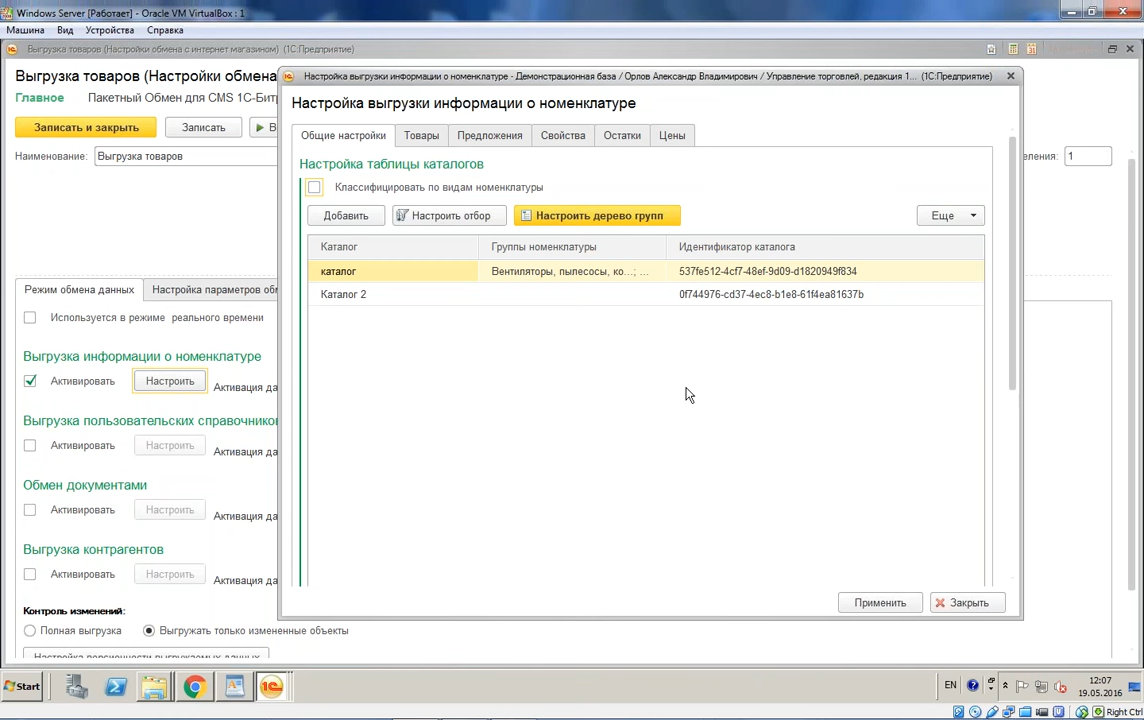 Windows Server [Работает] - Oracle VM VirtualBox : 1
Машина Вид Устройства Справка
Выгрузка товаров (Настройки обмена с интернет магазином) (1С:Предприятие)
Выгрузка товаров (Настройки обмена
Главное Пакетный Обмен для CMS 1С-Битр
Записать и закрыть Записать В
Наименование: Выгрузка товаров
еления: 1
Режим обмена данных Настройка параметров обм
Используется в режиме реального времени
Выгрузка информации о номенклатуре
Активировать Настроить Активация да
Выгрузка пользовательских справочников
Активировать Настроить Активация да
Обмен документами
Активировать Настроить Активация да
Выгрузка контрагентов
Активировать Настроить Активация да
Контроль изменений:
Полная выгрузка Выгружать только измененные объекты
Настройка версионности выгружаемых данных
Настройка выгрузки информации о номенклатуре - Демонстрационная база / Орлов Александр Владимирович / Управление торговлей, редакция 1... (1С:Предприятие)
Настройка выгрузки информации о номенклатуре
Общие настройки Товары Предложения Свойства Остатки Цены
Настройка таблицы каталогов
Классифицировать по видам номенклатуры
Добавить Настроить отбор Настроить дерево групп Еще
Каталог Группы номенклатуры Идентификатор каталога
каталог Вентиляторы, пылесосы, ко...; ... 537fe512-4cf7-48ef-9d09-d1820949f834
Каталог 2 0f744976-cd37-4ec8-b1e8-61f4ea81637b
Применить Закрыть
Start EN 12:07
19.05.2016
Right Ctrl